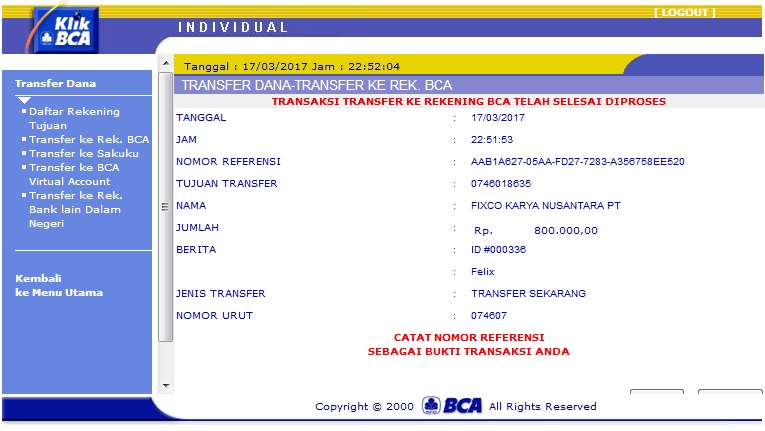 Klik
BCA
INDIVIDUAL
[ LOGOUT ]
Tanggal : 17/03/2017 Jam : 22:52:04
Transfer Dana
Daftar Rekening
Tujuan
Transfer ke Rek. BCA
Transfer ke Sakuku
Transfer ke BCA
Virtual Account
Transfer ke Rek.
Bank lain Dalam
Negeri
Kembali
ke Menu Utama
TRANSFER DANA-TRANSFER KE REK. BCA
TRANSAKSI TRANSFER KE REKENING BCA TELAH SELESAI DIPROSES
TANGGAL : 17/03/2017
JAM : 22:51:53
NOMOR REFERENSI : AAB1A627-05AA-FD27-7283-A356758EE520
TUJUAN TRANSFER : 0746018635
NAMA : FIXCO KARYA NUSANTARA PT
JUMLAH : Rp. 800.000,00
BERITA : ID #000336
: Felix
JENIS TRANSFER : TRANSFER SEKARANG
NOMOR URUT : 074607
CATAT NOMOR REFERENSI
SEBAGAI BUKTI TRANSAKSI ANDA
Copyright © 2000 BCA All Rights Reserved